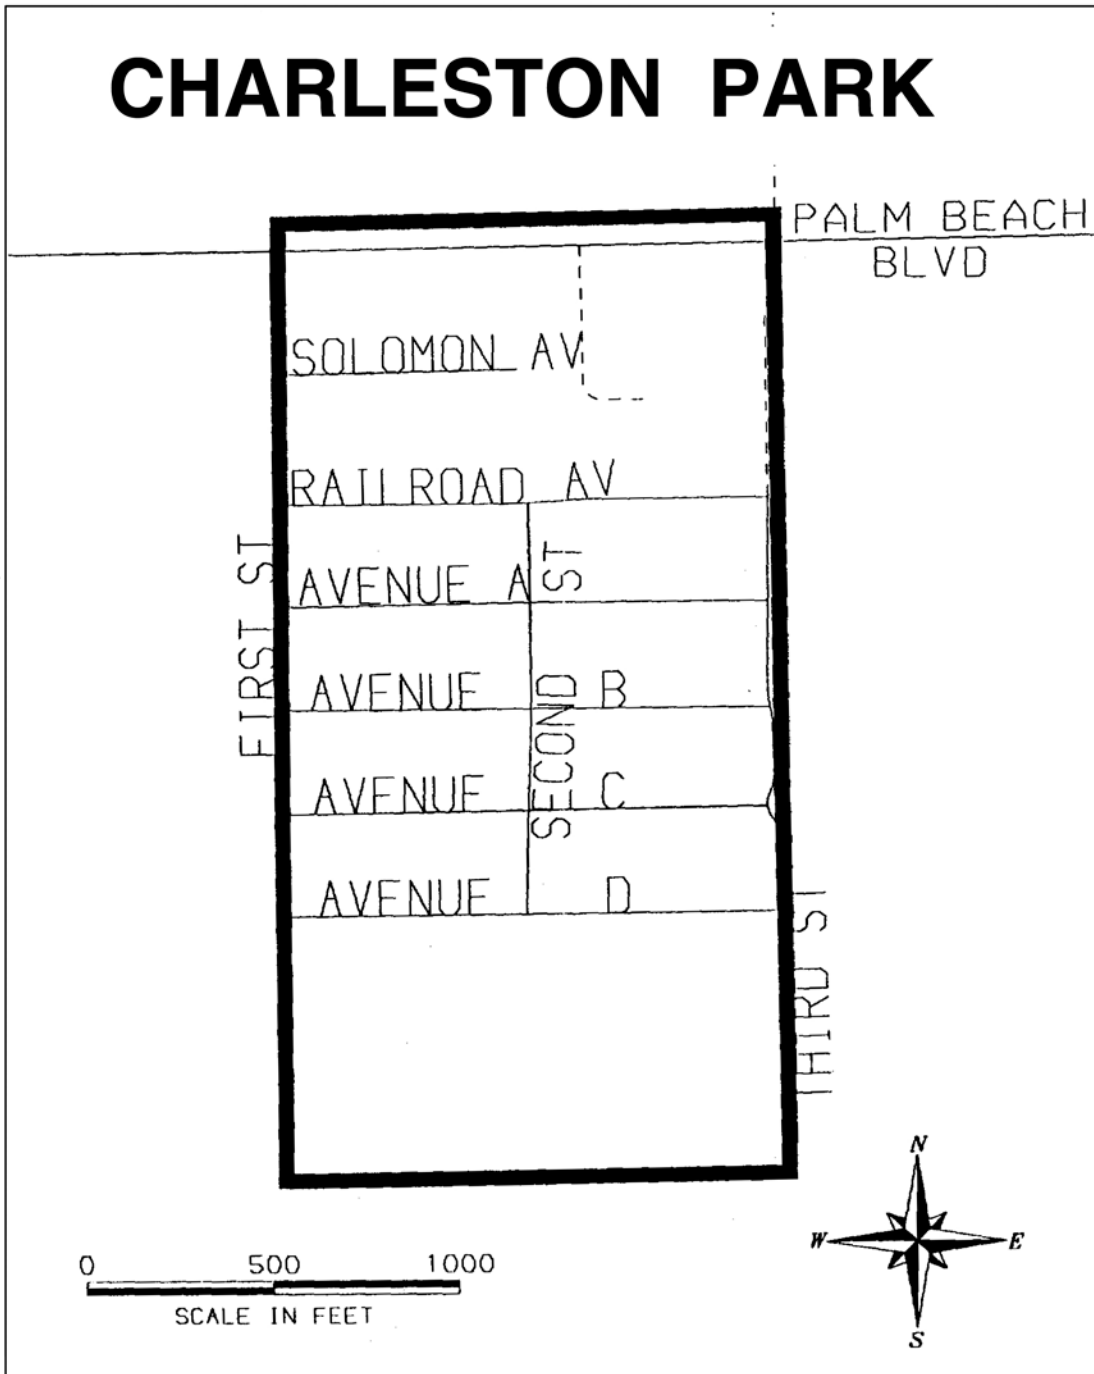 CHARLESTON PARK
PALM BEACH
BLVD
SOLOMON AV
RAILROAD AV
FIRST ST
AVENUE A
SECOND ST
AVENUE B
AVENUE C
AVENUE D
THIRD ST
N
W E
S
0 500 1000
SCALE IN FEET